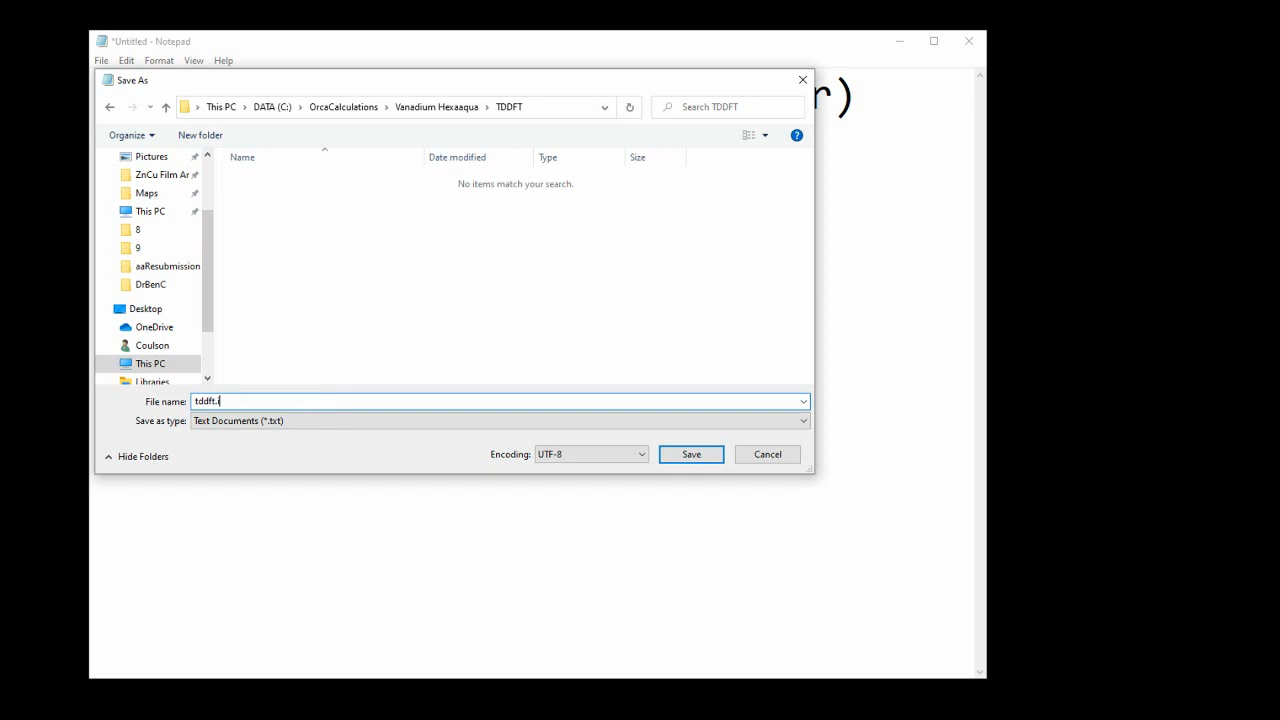 *Untitled - Notepad
File Edit Format View Help
r)
Save As
This PC DATA (C:) OrcaCalculations Vanadium Hexaaqua TDDFT Search TDDFT
Organize New folder ?
Name Date modified Type Size
No items match your search.
Pictures
ZnCu Film Ar
Maps
This PC
8
9
aaResubmission
DrBenC
Desktop
OneDrive
Coulson
This PC
Libraries
File name: tddft.i
Save as type: Text Documents (*.txt)
Hide Folders Encoding: UTF-8 Save Cancel